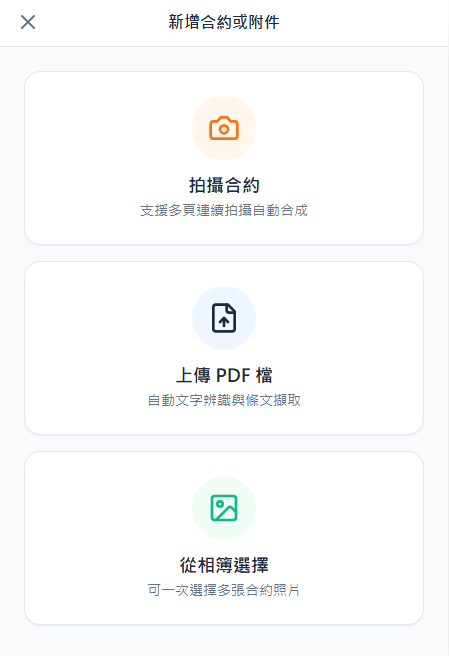 新增合約或附件
拍攝合約
支援多頁連續拍攝自動合成
上傳 PDF 檔
自動文字辨識與條文擷取
從相簿選擇
可一次選擇多張合約照片